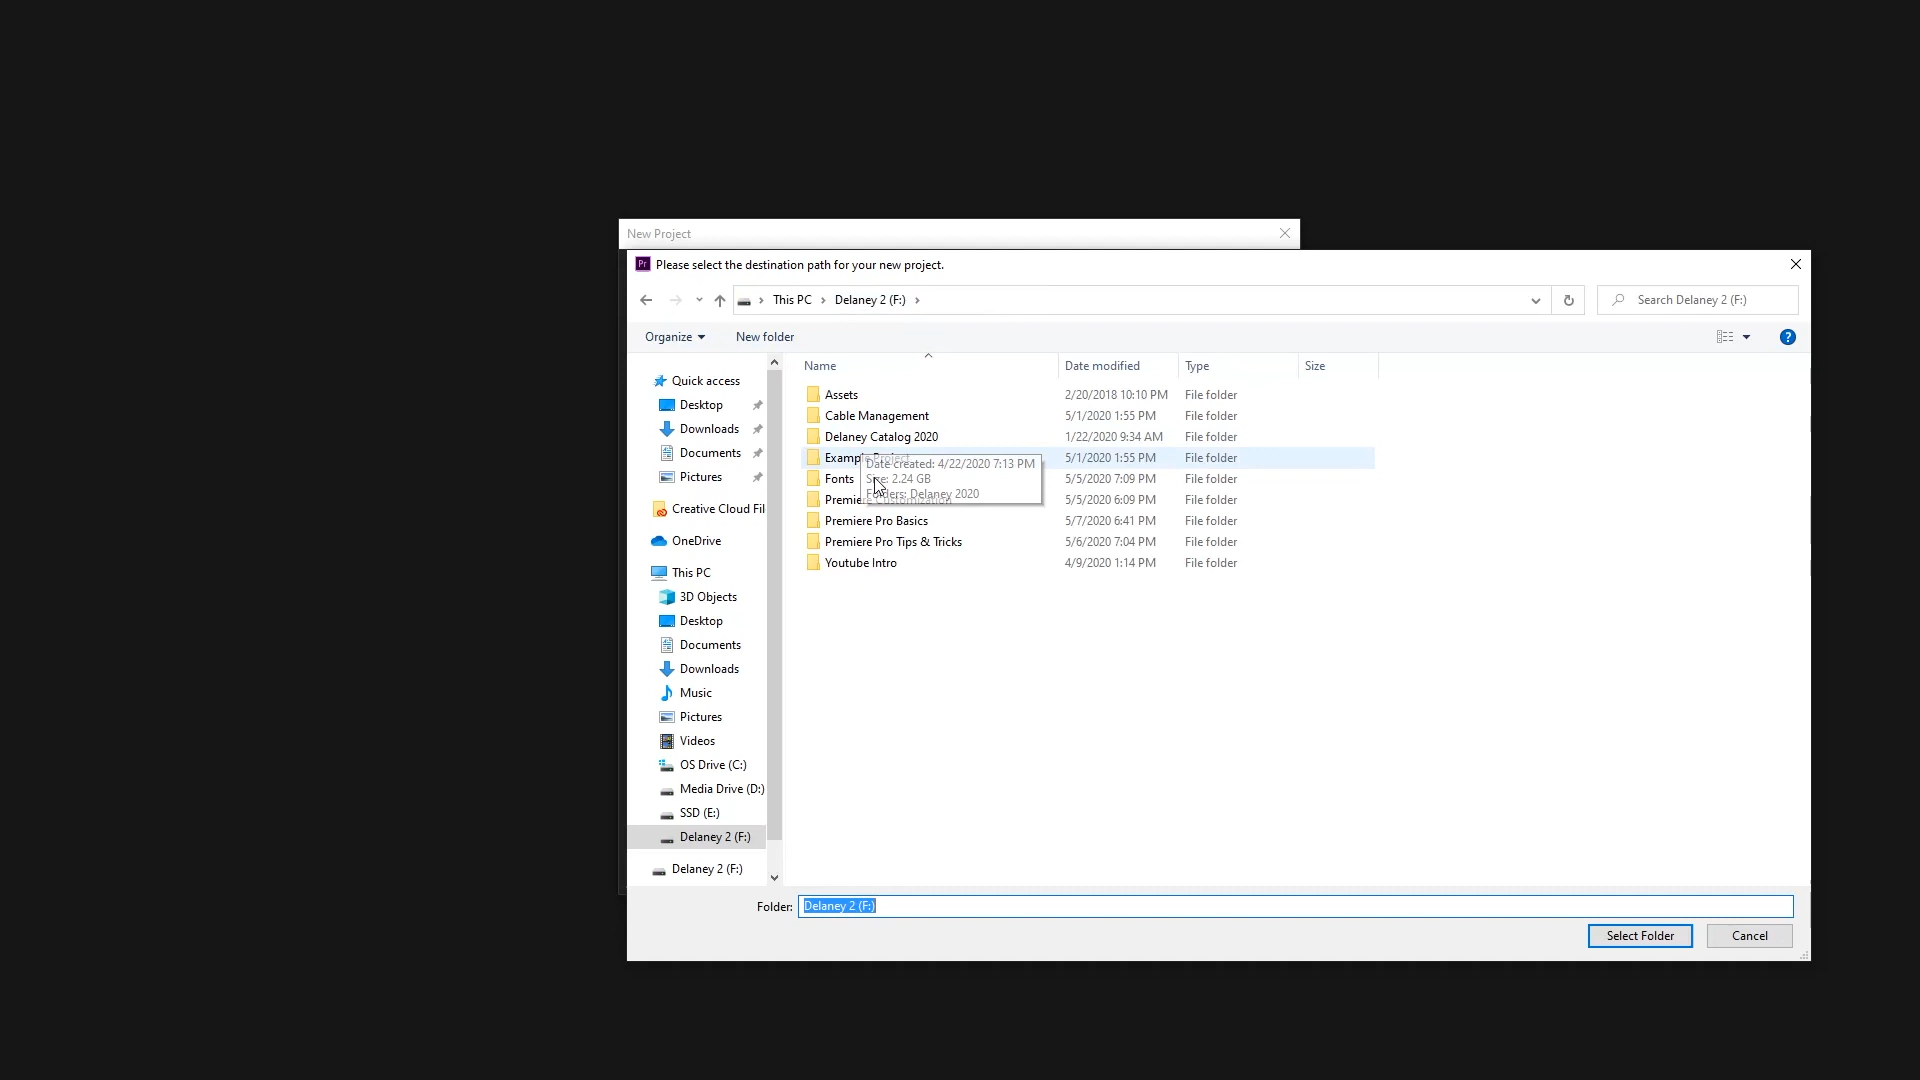 New Project
Pr Please select the destination path for your new project.
This PC > Delaney 2 (F:) >
Search Delaney 2 (F:)
Organize
New folder
?
Name Date modified Type Size
Quick access
Desktop
Downloads
Documents
Pictures
Creative Cloud Fil
OneDrive
This PC
3D Objects
Desktop
Documents
Downloads
Music
Pictures
Videos
OS Drive (C:)
Media Drive (D:)
SSD (E:)
Delaney 2 (F:)
Delaney 2 (F:)
Assets 2/20/2018 10:10 PM File folder
Cable Management 5/1/2020 1:55 PM File folder
Delaney Catalog 2020 1/22/2020 9:34 AM File folder
Example Project 5/1/2020 1:55 PM File folder
Fonts 5/5/2020 7:09 PM File folder
Premiere Customization 5/5/2020 6:09 PM File folder
Premiere Pro Basics 5/7/2020 6:41 PM File folder
Premiere Pro Tips & Tricks 5/6/2020 7:04 PM File folder
Youtube Intro 4/9/2020 1:14 PM File folder
Date created: 4/22/2020 7:13 PM
Size: 2.24 GB
Folders: Delaney 2020
Folder: Delaney 2 (F:)
Select Folder
Cancel